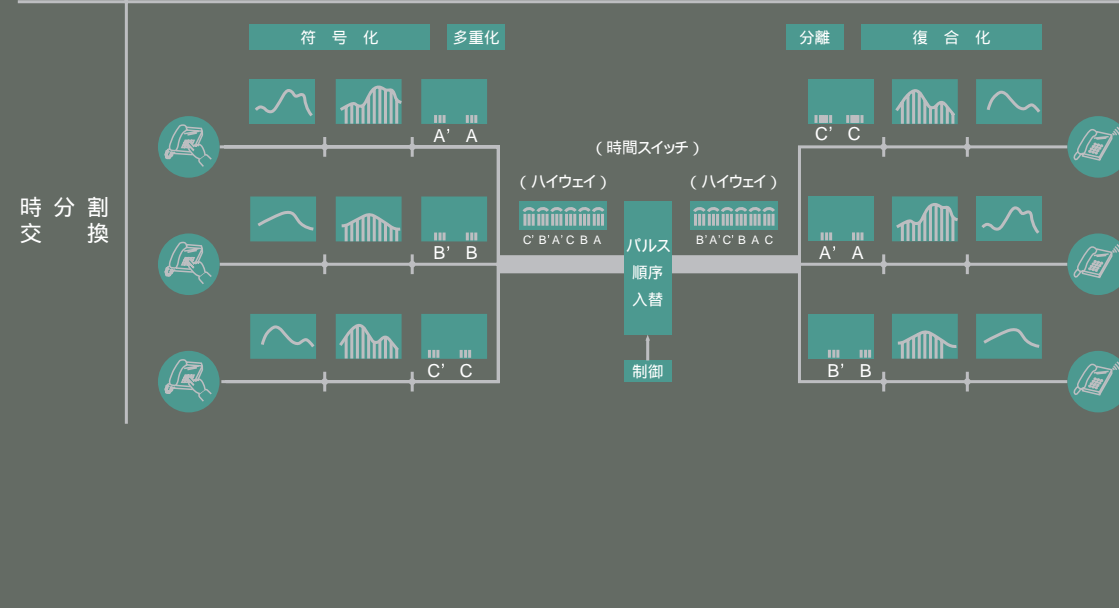 符号化 多重化 分離 復合化
時分割
交換
A' A
C' C
(時間スイッチ)
(ハイウェイ) (ハイウェイ)
C' B' A' C B A
B' A' C' B A C
B' B
A' A
パルス
順序
入替
C' C
B' B
制御